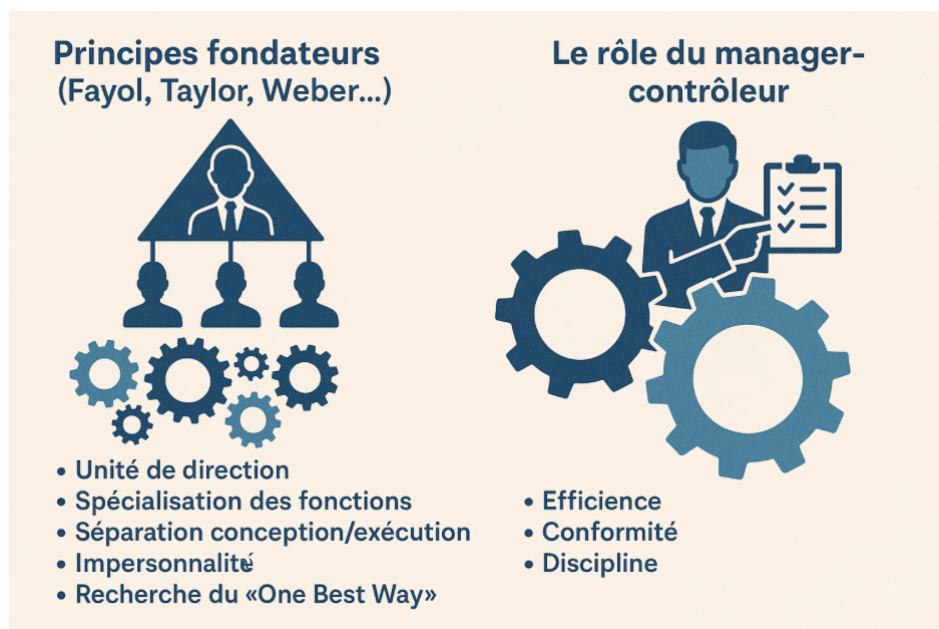 Principes fondateurs
(Fayol, Taylor, Weber...)
• Unité de direction
• Spécialisation des fonctions
• Séparation conception/exécution
• Impersonnalité
• Recherche du «One Best Way»
Le rôle du manager-
contrôleur
• Efficience
• Conformité
• Discipline